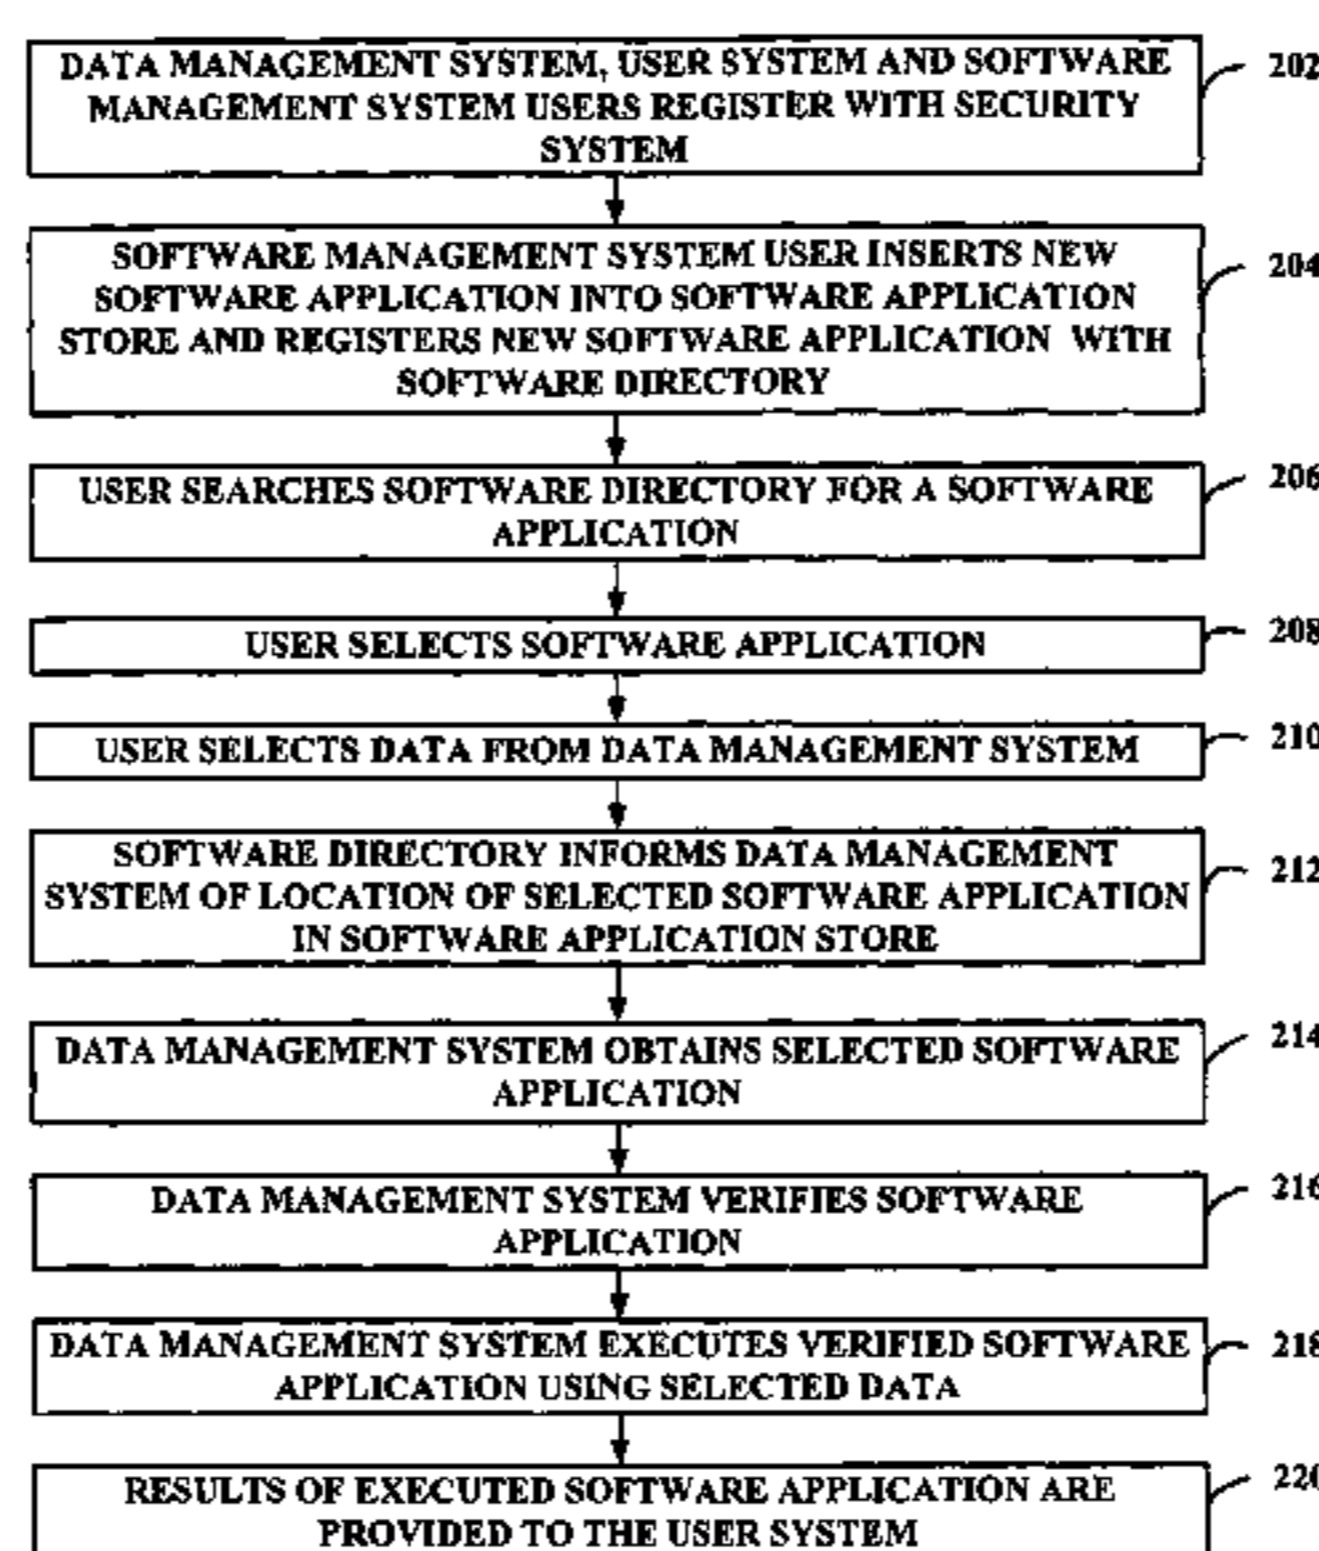 DATA MANAGEMENT SYSTEM, USER SYSTEM AND SOFTWARE
MANAGEMENT SYSTEM USERS REGISTER WITH SECURITY
SYSTEM
202
SOFTWARE MANAGEMENT SYSTEM USER INSERTS NEW
SOFTWARE APPLICATION INTO SOFTWARE APPLICATION
STORE AND REGISTERS NEW SOFTWARE APPLICATION WITH
SOFTWARE DIRECTORY
204
USER SEARCHES SOFTWARE DIRECTORY FOR A SOFTWARE
APPLICATION
206
USER SELECTS SOFTWARE APPLICATION
208
USER SELECTS DATA FROM DATA MANAGEMENT SYSTEM
210
SOFTWARE DIRECTORY INFORMS DATA MANAGEMENT
SYSTEM OF LOCATION OF SELECTED SOFTWARE APPLICATION
IN SOFTWARE APPLICATION STORE
212
DATA MANAGEMENT SYSTEM OBTAINS SELECTED SOFTWARE
APPLICATION
214
DATA MANAGEMENT SYSTEM VERIFIES SOFTWARE
APPLICATION
216
DATA MANAGEMENT SYSTEM EXECUTES VERIFIED SOFTWARE
APPLICATION USING SELECTED DATA
218
RESULTS OF EXECUTED SOFTWARE APPLICATION ARE
PROVIDED TO THE USER SYSTEM
220